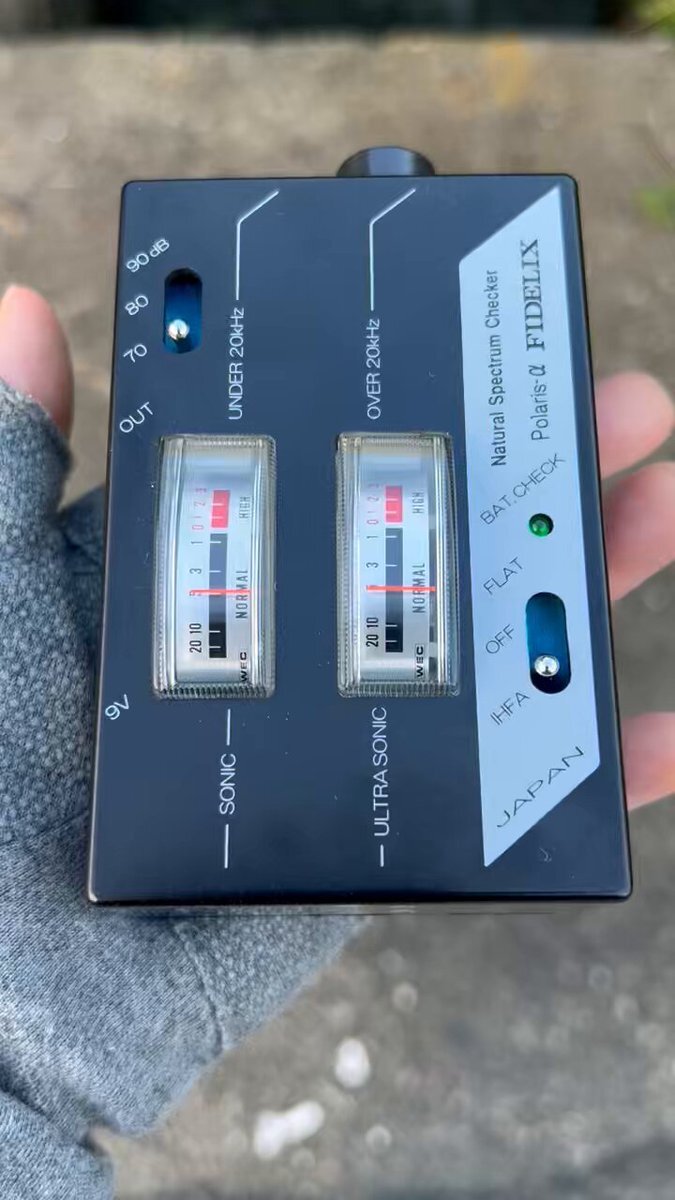 90dB
80
70
OUT
UNDER 20kHz
OVER 20kHz
Natural Spectrum Checker
Polaris-α FIDELIX
BAT. CHECK
FLAT
OFF
IHFA
JAPAN
20 10 5 3 1 0 1 2 3
NORMAL HIGH
WEC
20 10 5 3 1 0 1 2 3
NORMAL HIGH
WEC
9V
SONIC
ULTRA SONIC